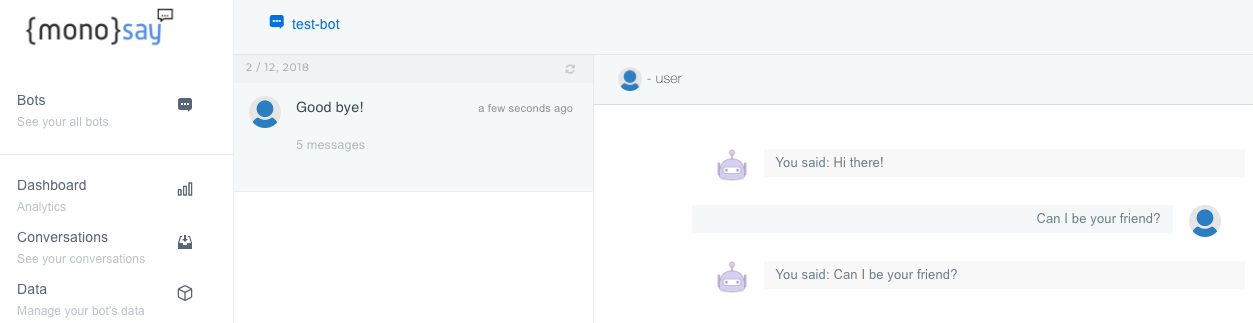 {mono}say
test-bot
2 / 12, 2018
- user
Bots
See your all bots
Good bye!
a few seconds ago
5 messages
You said: Hi there!
Dashboard
Analytics
Can I be your friend?
Conversations
See your conversations
You said: Can I be your friend?
Data
Manage your bot's data